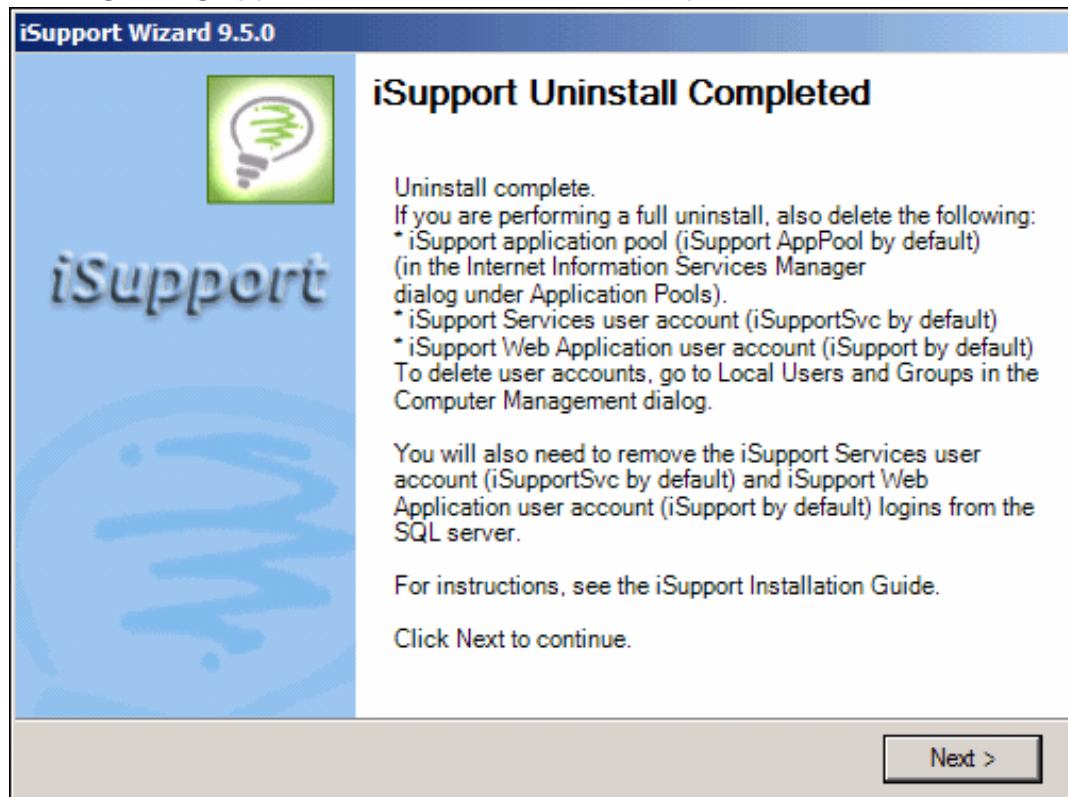 iSupport Wizard 9.5.0
iSupport
iSupport Uninstall Completed
Uninstall complete.
If you are performing a full uninstall, also delete the following:
* iSupport application pool (iSupport AppPool by default)
(in the Internet Information Services Manager
dialog under Application Pools).
* iSupport Services user account (iSupportSvc by default)
* iSupport Web Application user account (iSupport by default)
To delete user accounts, go to Local Users and Groups in the
Computer Management dialog.
You will also need to remove the iSupport Services user
account (iSupportSvc by default) and iSupport Web
Application user account (iSupport by default) logins from the
SQL server.
For instructions, see the iSupport Installation Guide.
Click Next to continue.
Next >